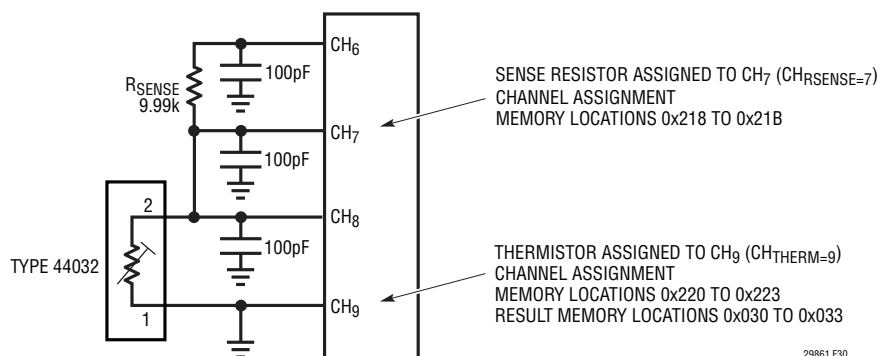 CH6
100pF
RSENSE
9.99k
SENSE RESISTOR ASSIGNED TO CH7 (CHRSENSE=7)
CHANNEL ASSIGNMENT
MEMORY LOCATIONS 0x218 TO 0x21B
CH7
100pF
2
CH8
100pF
TYPE 44032
1
CH9
THERMISTOR ASSIGNED TO CH9 (CHTHERM=9)
CHANNEL ASSIGNMENT
MEMORY LOCATIONS 0x220 TO 0x223
RESULT MEMORY LOCATIONS 0x030 TO 0x033
29861 F30